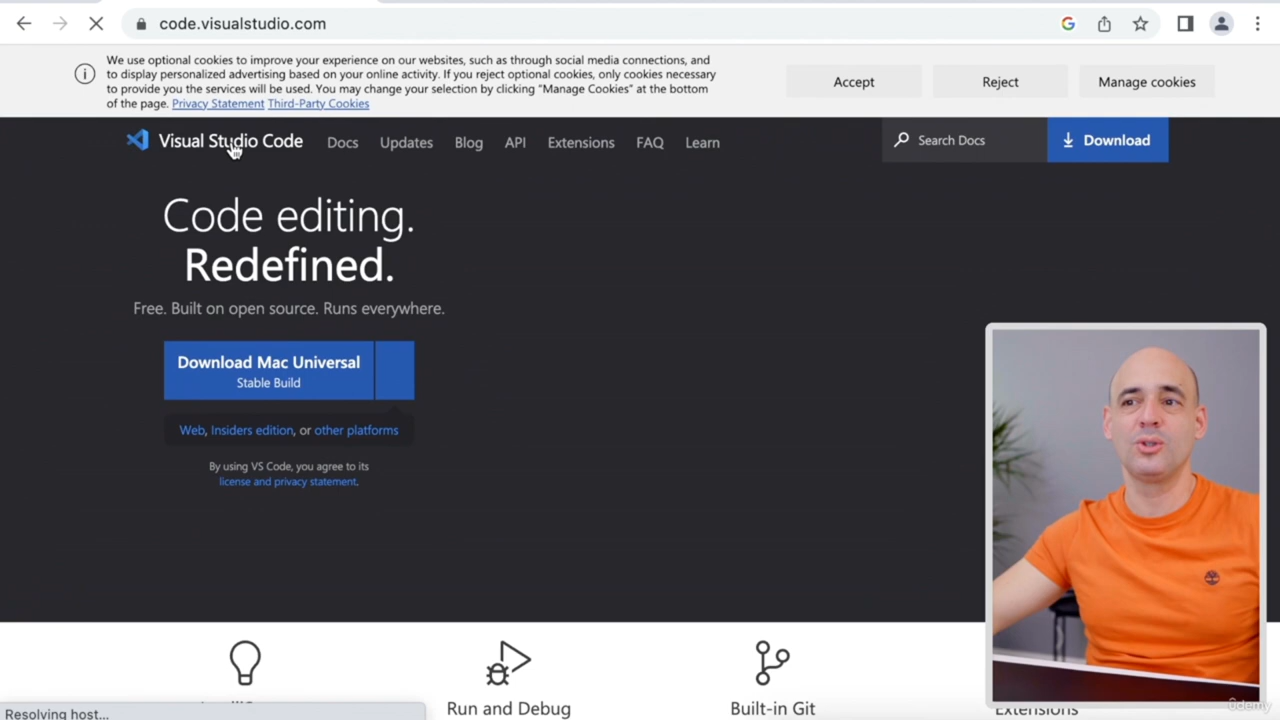 code.visualstudio.com
We use optional cookies to improve your experience on our websites, such as through social media connections, and
to display personalized advertising based on your online activity. If you reject optional cookies, only cookies necessary
to provide you the services will be used. You may change your selection by clicking "Manage Cookies" at the bottom
of the page. Privacy Statement Third-Party Cookies
Accept
Reject
Manage cookies
Visual Studio Code
Docs
Updates
Blog
API
Extensions
FAQ
Learn
Search Docs
Download
Code editing.
Redefined.
Free. Built on open source. Runs everywhere.
Download Mac Universal
Stable Build
Web, Insiders edition, or other platforms
By using VS Code, you agree to its
license and privacy statement.
Run and Debug
Built-in Git
Extensions
Resolving host...
udemy